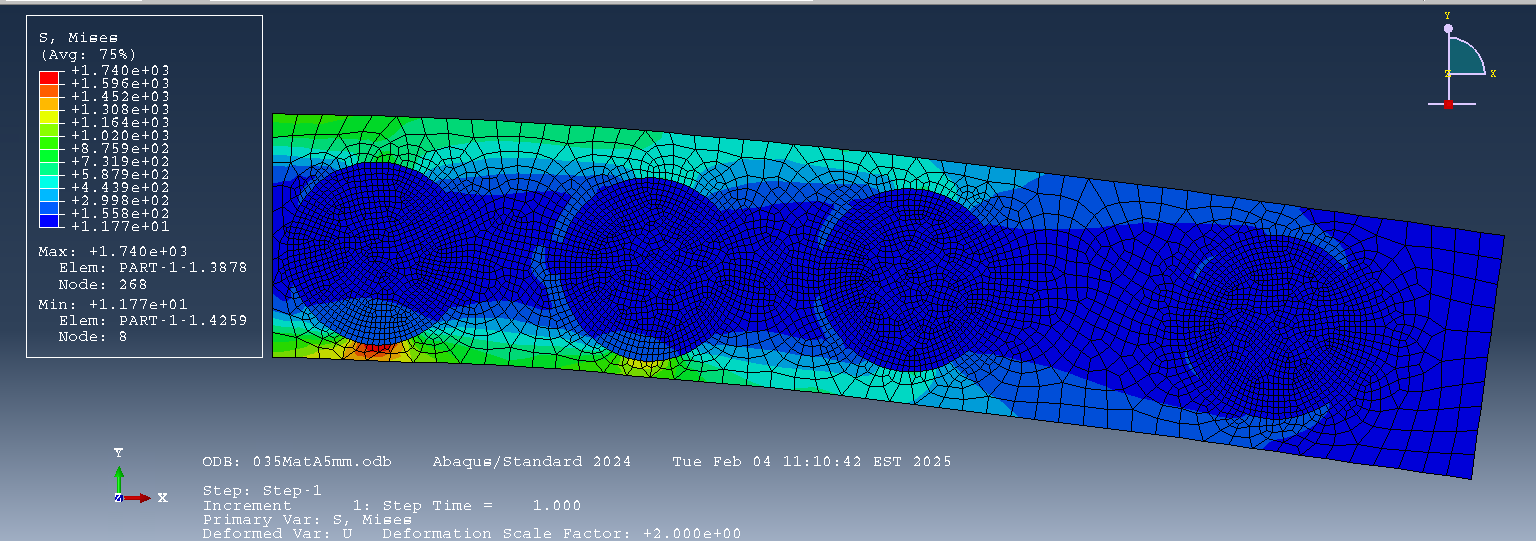 S, Mises
(Avg: 75%)
+1.740e+03
+1.596e+03
+1.452e+03
+1.308e+03
+1.164e+03
+1.020e+03
+8.759e+02
+7.319e+02
+5.879e+02
+4.439e+02
+2.998e+02
+1.558e+02
+1.177e+01
Max: +1.740e+03
Elem: PART-1-1.3878
Node: 268
Min: +1.177e+01
Elem: PART-1-1.4259
Node: 8
Y
Z
X
Y
Z
X
ODB: 035MatA5mm.odb    Abaqus/Standard 2024    Tue Feb 04 11:10:42 EST 2025
Step: Step-1
Increment      1: Step Time =    1.000
Primary Var: S, Mises
Deformed Var: U   Deformation Scale Factor: +2.000e+00